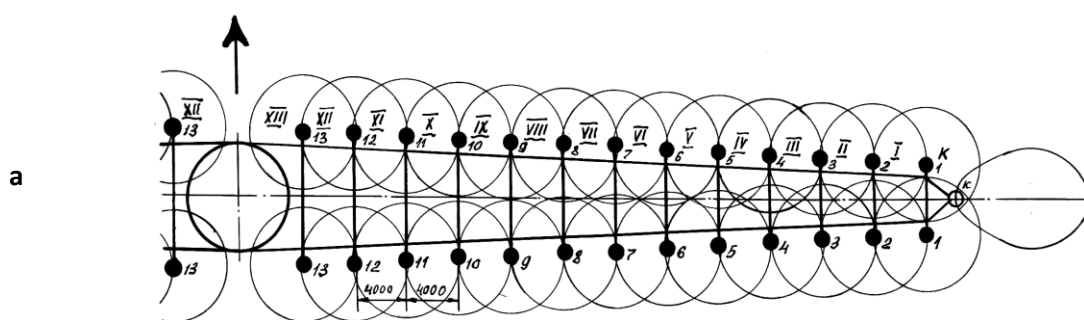 XII XIII XII XI X IX VIII VII VI V IV III II I K
13 13 12 11 10 9 8 7 6 5 4 3 2 1
к
а
13 13 12 11 10 9 8 7 6 5 4 3 2 1
4000 4000